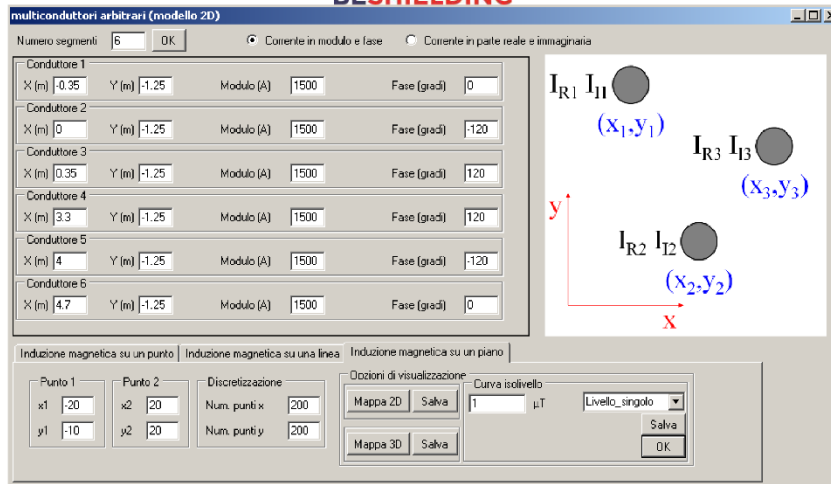 BESHIELDING
multiconduttori arbitrari (modello 2D)
Numero segmenti 6 OK Corrente in modulo e fase Corrente in parte reale e immaginaria
Conduttore 1
X (m) -0.35 Y (m) -1.25 Modulo (A) 1500 Fase (gradi) 0
Conduttore 2
X (m) 0 Y (m) -1.25 Modulo (A) 1500 Fase (gradi) -120
Conduttore 3
X (m) 0.35 Y (m) -1.25 Modulo (A) 1500 Fase (gradi) 120
Conduttore 4
X (m) 3.3 Y (m) -1.25 Modulo (A) 1500 Fase (gradi) 120
Conduttore 5
X (m) 4 Y (m) -1.25 Modulo (A) 1500 Fase (gradi) -120
Conduttore 6
X (m) 4.7 Y (m) -1.25 Modulo (A) 1500 Fase (gradi) 0
IR1 II1
(x1,y1)
IR3 II3
(x3,y3)
y
IR2 I2
(x2,y2)
x
Induzione magnetica su un punto Induzione magnetica su una linea Induzione magnetica su un piano
Punto 1 Punto 2 Discretizzazione Opzioni di visualizzazione Curva isolivello
x1 -20 x2 20 Num. punti x 200 Mappa 2D Salva 1 µT Livello_singolo
y1 -10 y2 20 Num. punti y 200 Mappa 3D Salva Salva
OK